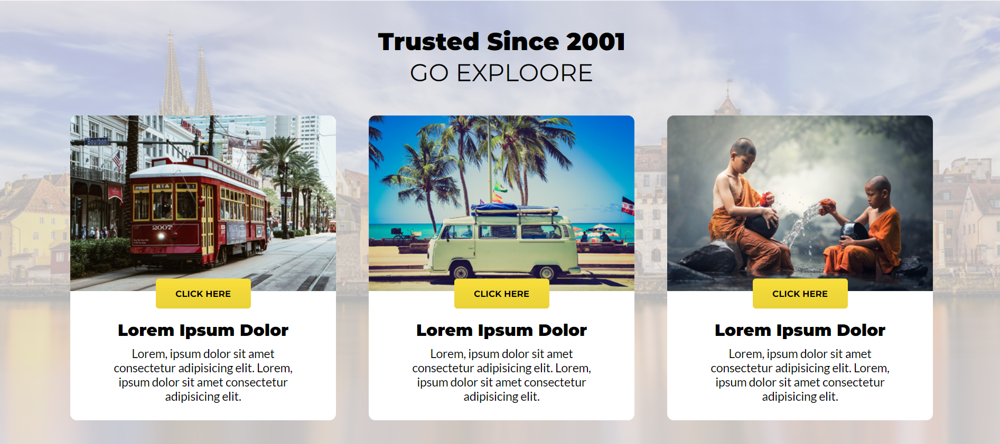 Trusted Since 2001
GO EXPLOORE
Bourbon
RTA
2007
CLICK HERE
CLICK HERE
CLICK HERE
Lorem Ipsum Dolor
Lorem, ipsum dolor sit amet
consectetur adipisicing elit. Lorem,
ipsum dolor sit amet consectetur
adipisicing elit.
Lorem Ipsum Dolor
Lorem, ipsum dolor sit amet
consectetur adipisicing elit. Lorem,
ipsum dolor sit amet consectetur
adipisicing elit.
Lorem Ipsum Dolor
Lorem, ipsum dolor sit amet
consectetur adipisicing elit. Lorem,
ipsum dolor sit amet consectetur
adipisicing elit.